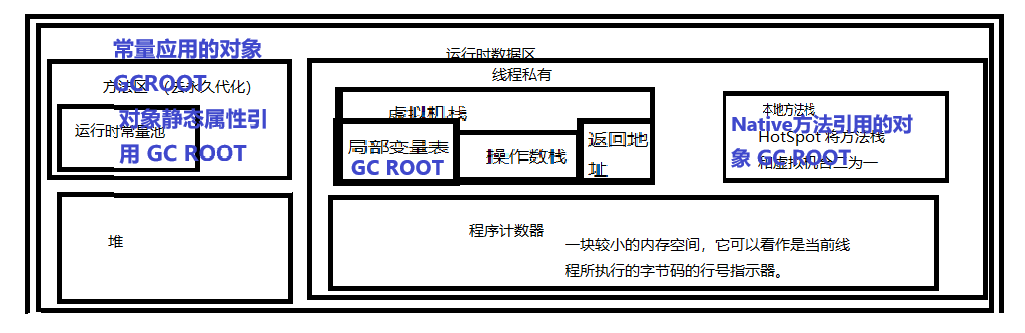 运行时数据区
常量应用的对象
GCROOT
方法区 （去永久代化）
对象静态属性引
用 GC ROOT
运行时常量池
堆
线程私有
虚拟机栈
局部变量表
GC ROOT
操作数栈
返回地
址
本地方法栈
Native方法引用的对
象 GC ROOT
HotSpot 将方法栈
和虚拟机合二为一
程序计数器
一块较小的内存空间，它可以看作是当前线
程所执行的字节码的行号指示器。